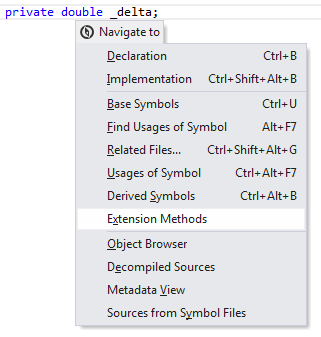 private double _delta;
Navigate to
Declaration Ctrl+B
Implementation Ctrl+Shift+Alt+B
Base Symbols Ctrl+U
Find Usages of Symbol Alt+F7
Related Files... Ctrl+Shift+Alt+G
Usages of Symbol Ctrl+Alt+F7
Derived Symbols Ctrl+Alt+B
Extension Methods
Object Browser
Decompiled Sources
Metadata View
Sources from Symbol Files